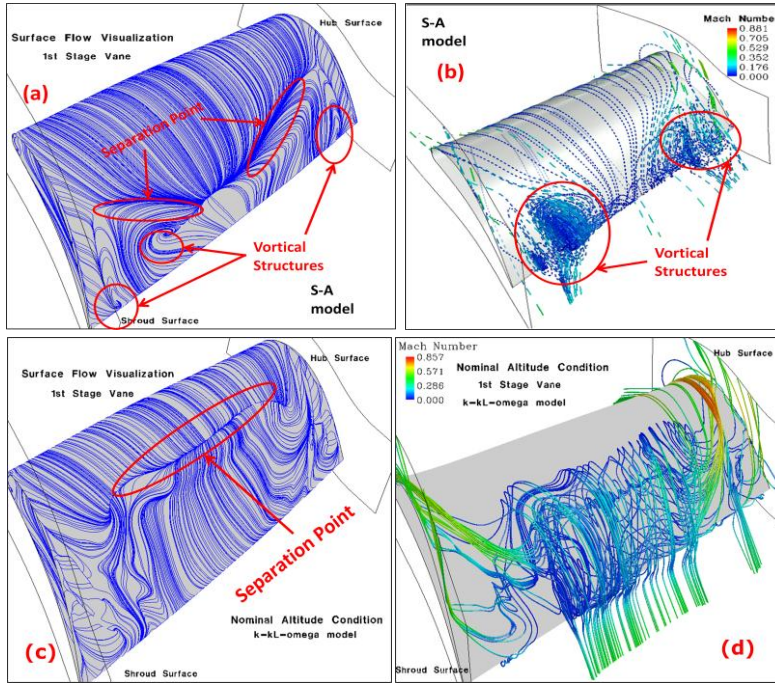 Surface Flow Visualization
1st Stage Vane
Hub Surface
(a)
Separation Point
Vortical
Structures
S-A
model
Shroud Surface
S-A
model
(b)
Mach Number
0.881
0.705
0.529
0.352
0.176
0.000
Vortical
Structures
Surface Flow Visualization
1st Stage Vane
Hub Surface
Separation Point
Nominal Altitude Condition
k-kL-omega model
(c)
Shroud Surface
Mach Number
0.857
0.571
0.286
0.000
Nominal Altitude Condition
1st Stage Vane
k-kL-omega model
Hub Surface
Shroud Surface
(d)